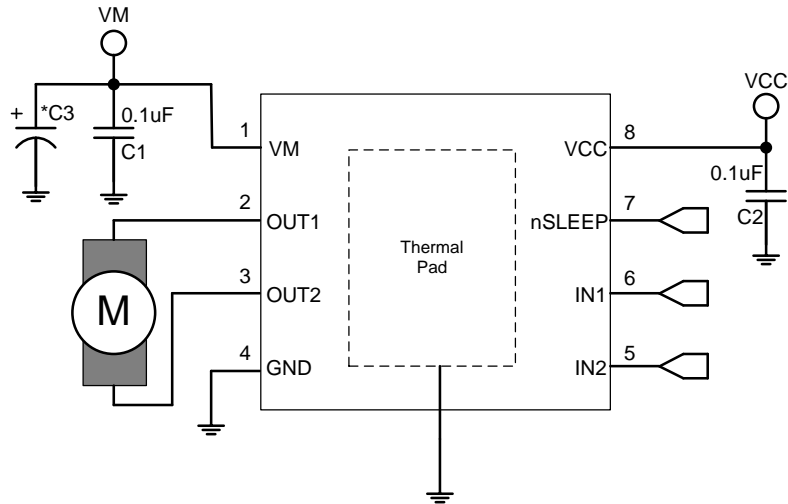 VM
VCC
+ *C3
0.1uF
C1
1
VM
VCC
8
0.1uF
C2
2
OUT1
nSLEEP
7
Thermal
Pad
M
3
OUT2
IN1
6
4
GND
IN2
5